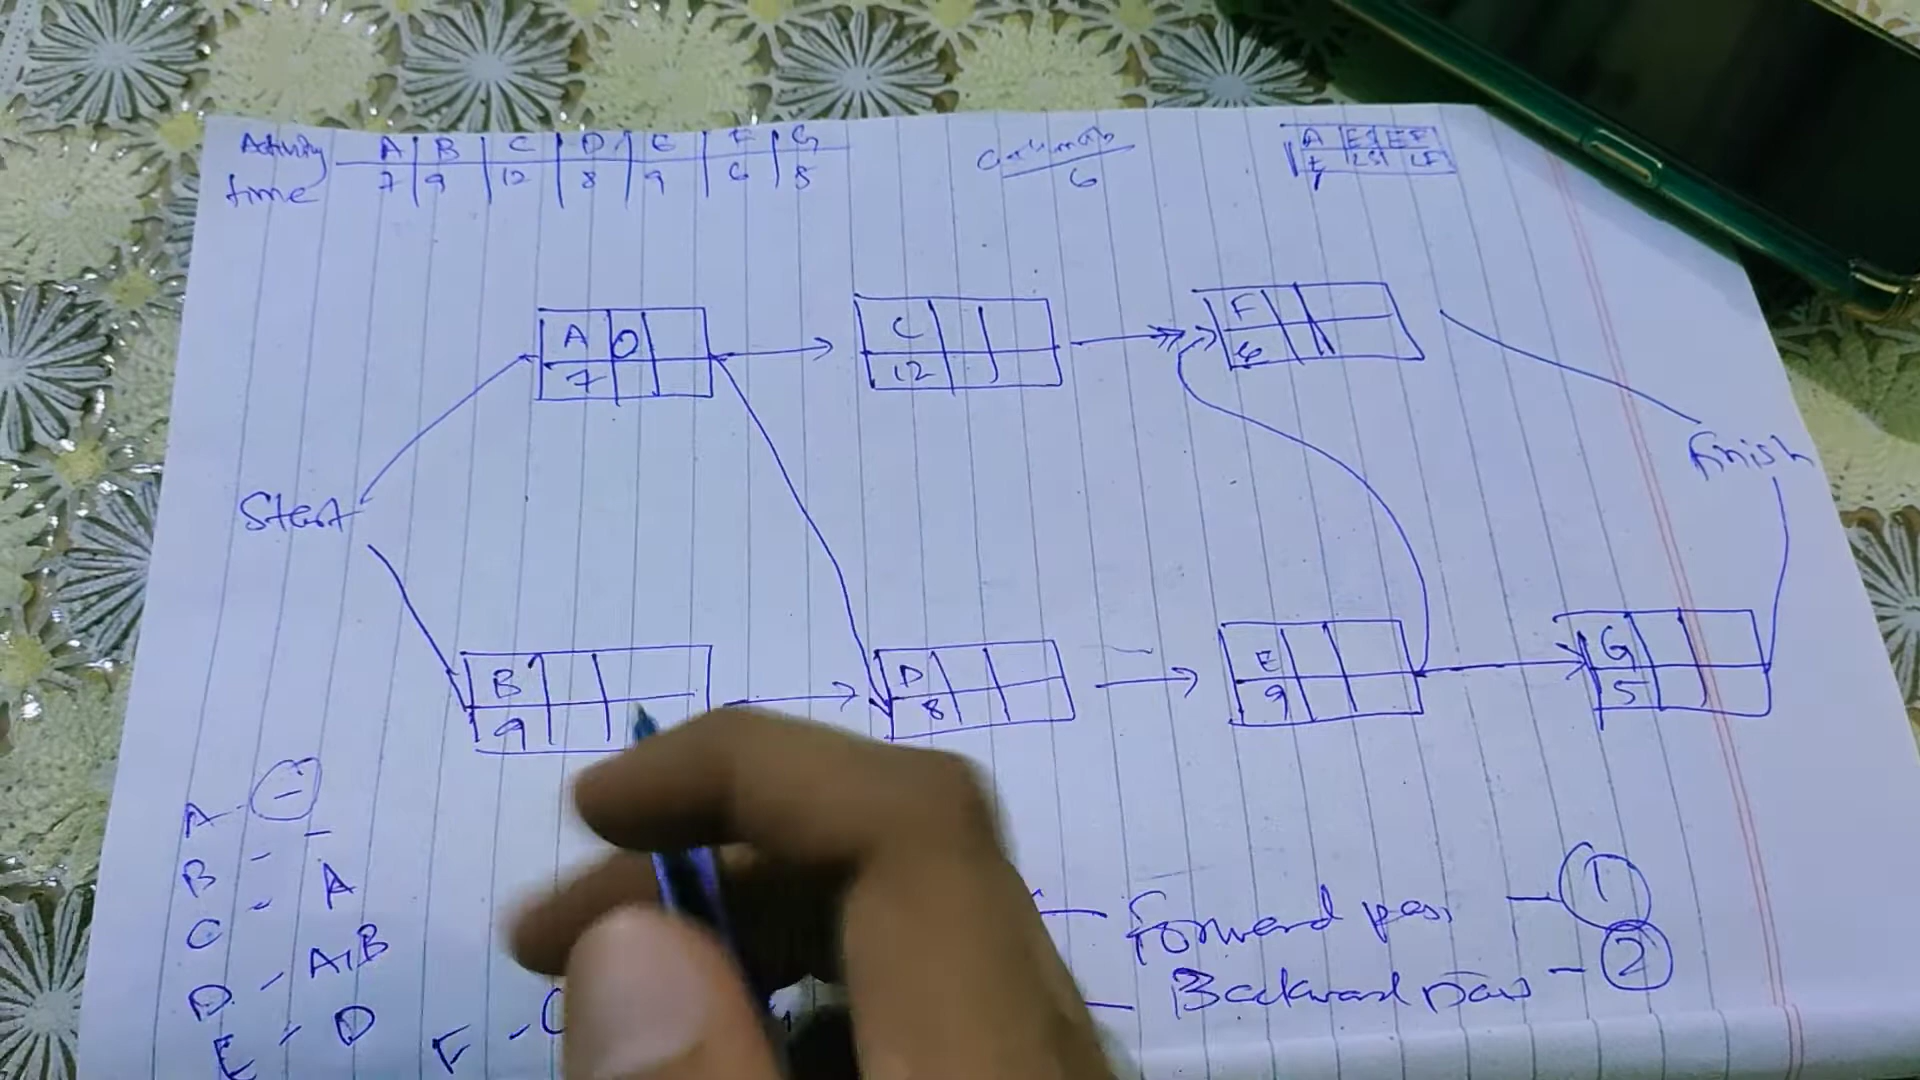 Activity A B C D E F G
time 7 9 12 8 9 6 5
6
A ES EF
t LS LF
A 0
7
C
12
F
6
Start
Finish
B
9
D
8
E
9
G
5
A -
B - -
C - A
D - A,B
E - D
F - C
Forward pass - 1
Backward pass - 2